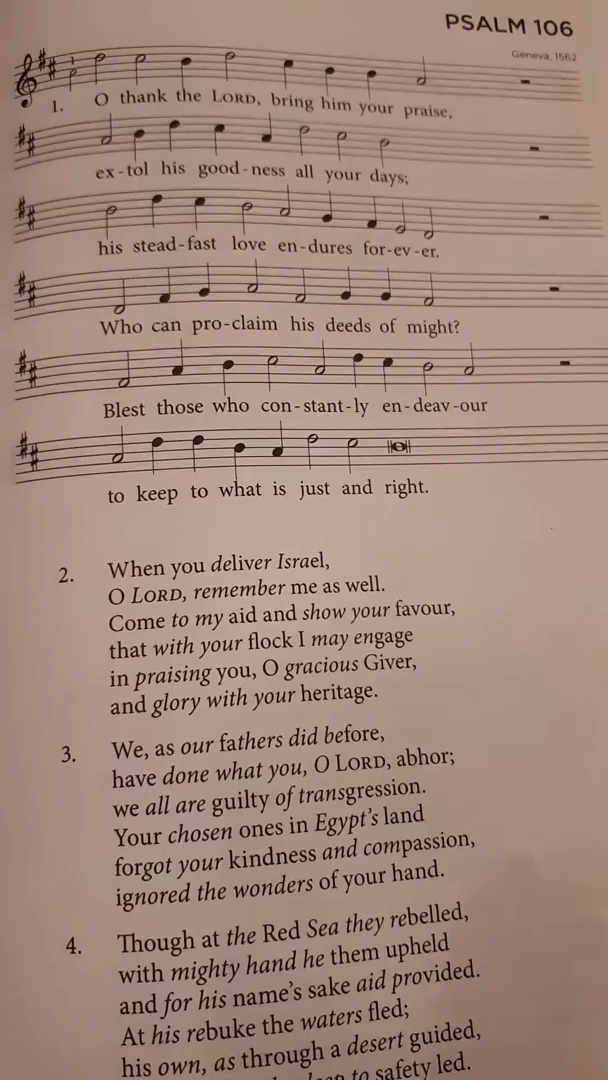 PSALM 106
Geneva, 1562
1. O thank the LORD, bring him your praise,
ex-tol his good-ness all your days;
his stead-fast love en-dures for-ev-er.
Who can pro-claim his deeds of might?
Blest those who con-stant-ly en-deav-our
to keep to what is just and right.
2. When you deliver Israel,
O LORD, remember me as well.
Come to my aid and show your favour,
that with your flock I may engage
in praising you, O gracious Giver,
and glory with your heritage.
3. We, as our fathers did before,
have done what you, O LORD, abhor;
we all are guilty of transgression.
Your chosen ones in Egypt's land
forgot your kindness and compassion,
ignored the wonders of your hand.
4. Though at the Red Sea they rebelled,
with mighty hand he them upheld
and for his name's sake aid provided.
At his rebuke the waters fled;
his own, as through a desert guided,
to safety led.